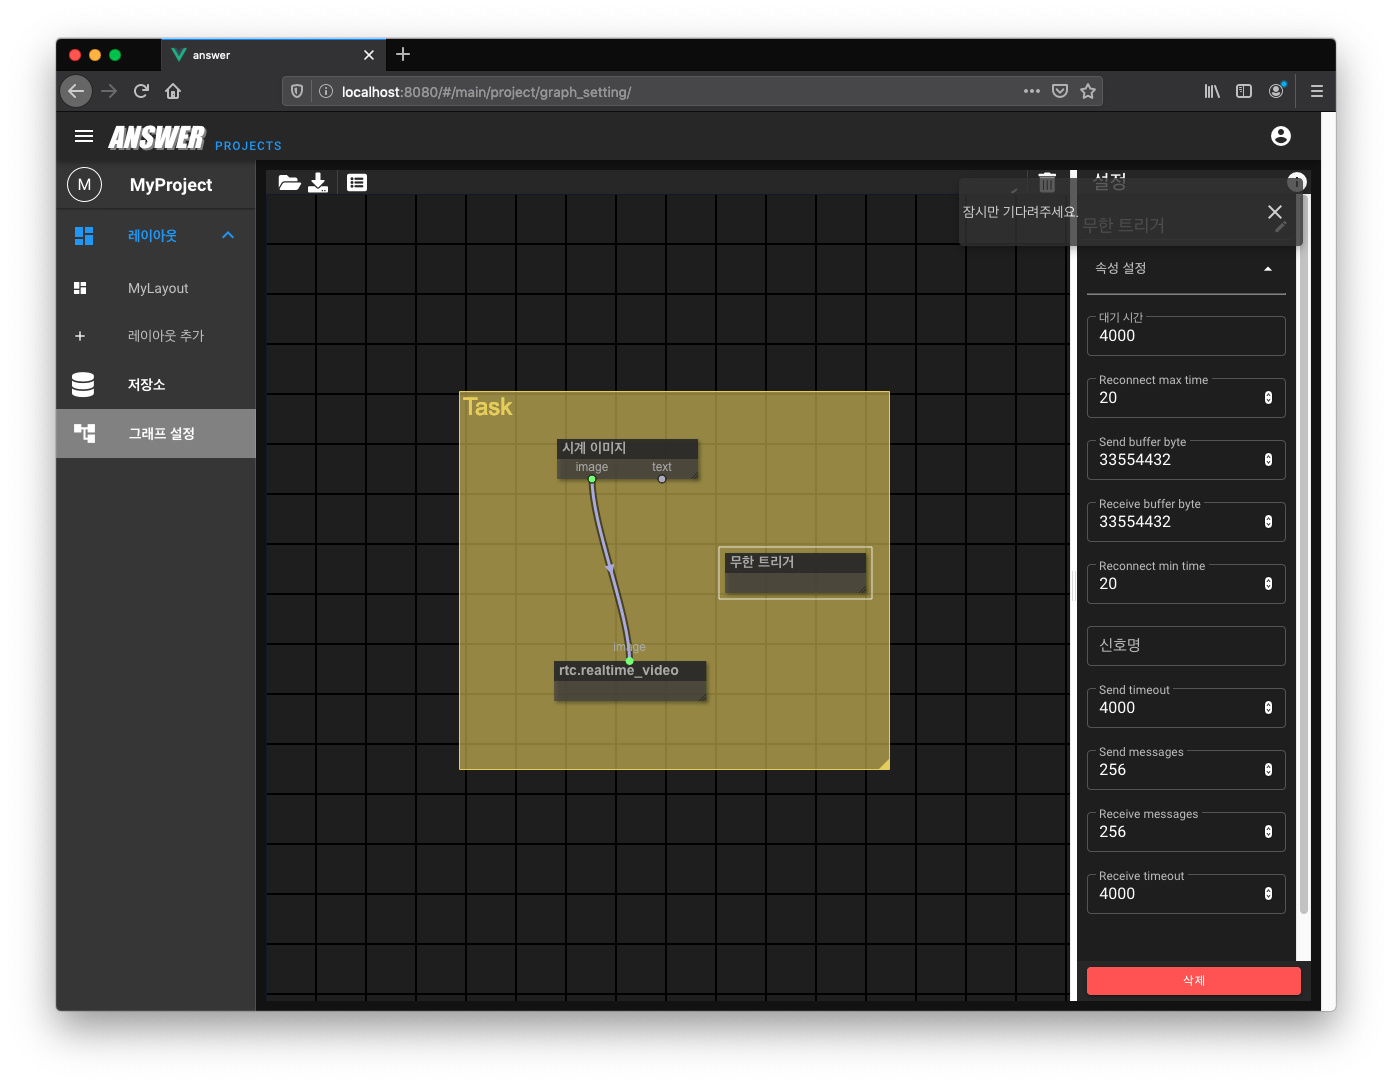 answer
localhost:8080/#/main/project/graph_setting/
ANSWER PROJECTS
M MyProject
레이아웃
MyLayout
레이아웃 추가
저장소
그래프 설정
설정
잠시만 기다려주세요.
무한 트리거
속성 설정
Task
시계 이미지
image text
무한 트리거
image
rtc.realtime_video
대기 시간
4000
Reconnect max time
20
Send buffer byte
33554432
Receive buffer byte
33554432
Reconnect min time
20
신호명
Send timeout
4000
Send messages
256
Receive messages
256
Receive timeout
4000
삭제